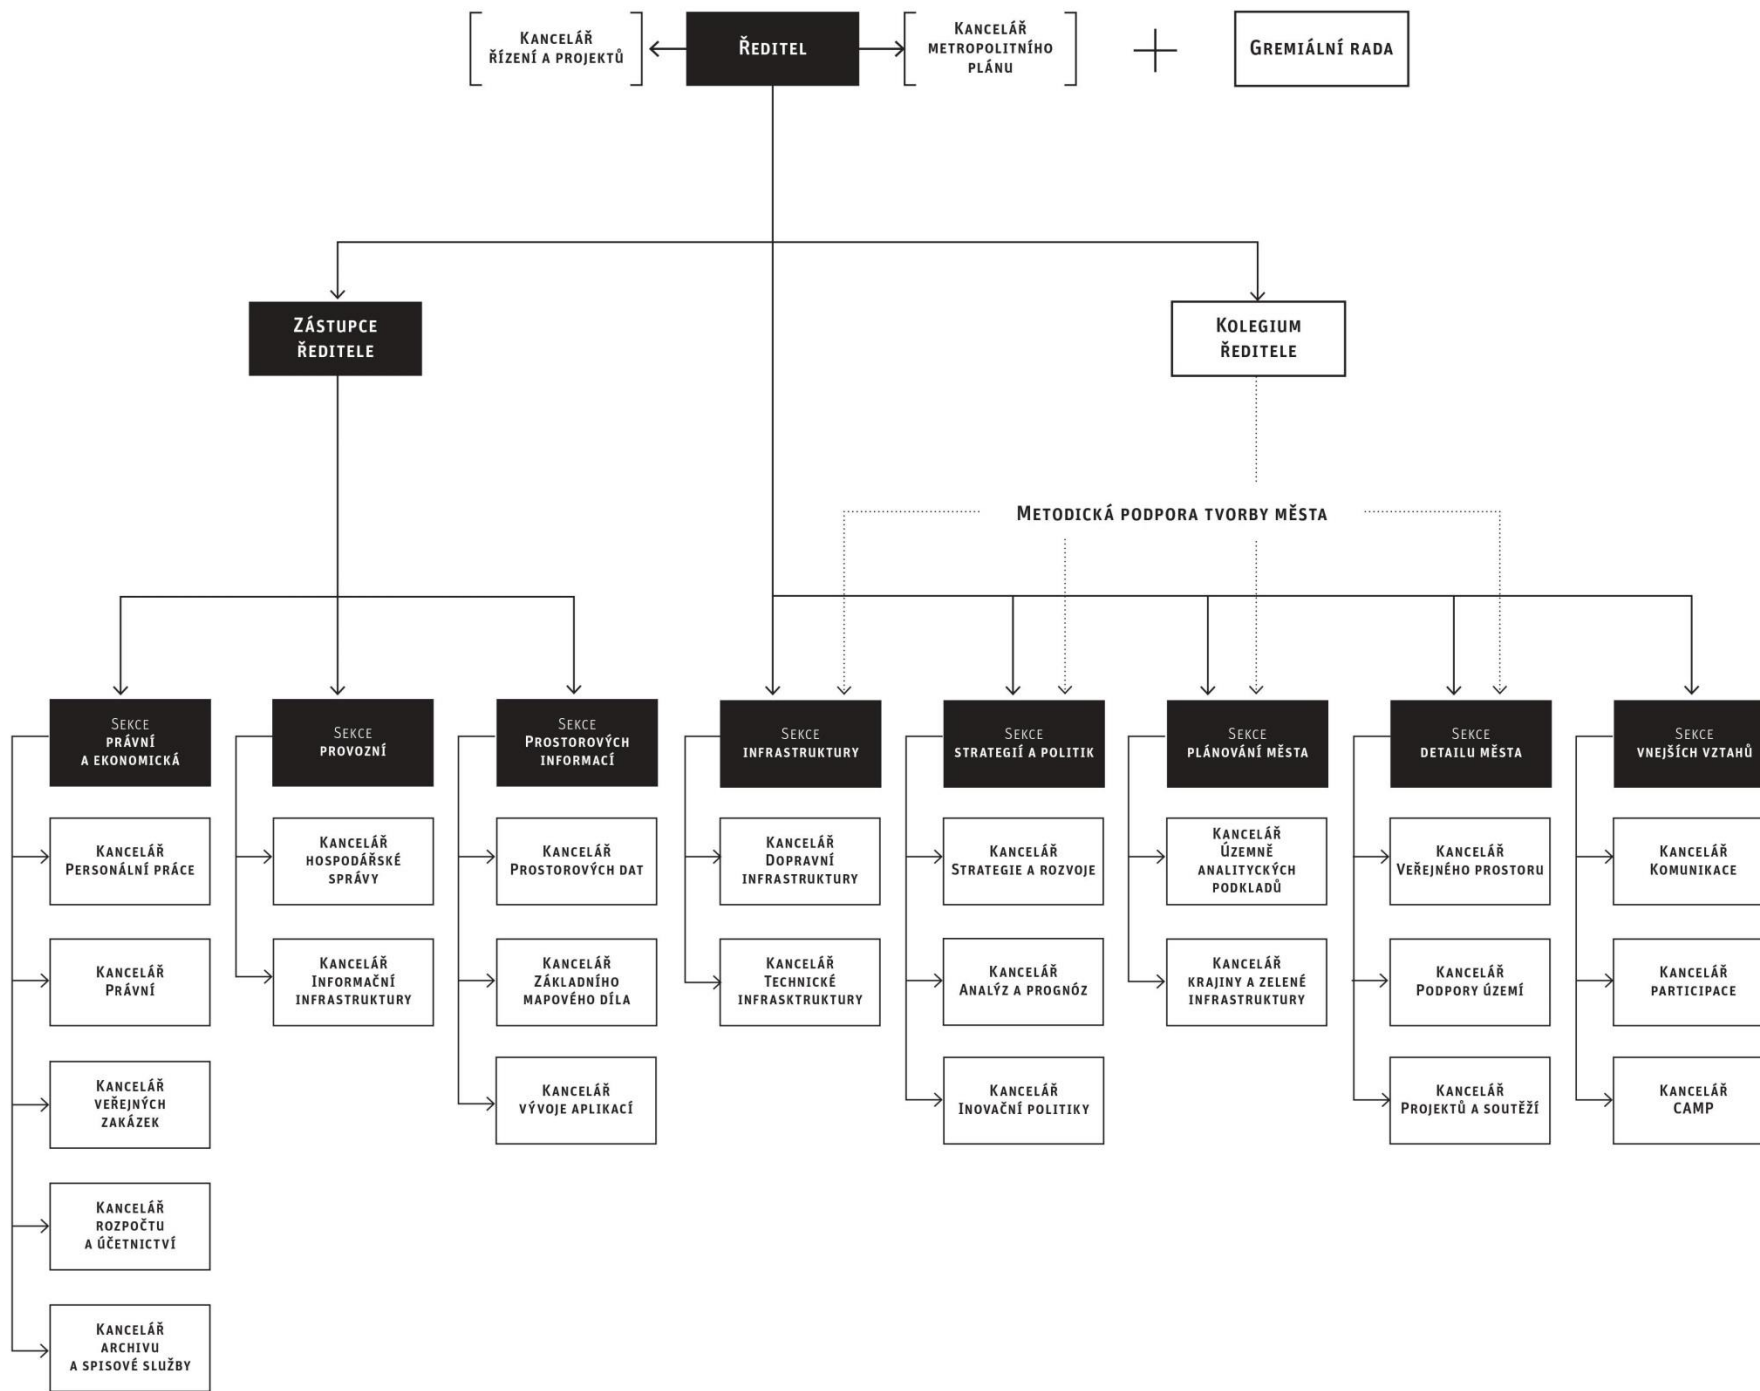 Kancelář
řízení a projektů
Ředitel
Kancelář
metropolitního
plánu
Gremiální rada
Zástupce
ředitele
Kolegium
ředitele
Metodická podpora tvorby města
Sekce
právní
a ekonomická
Kancelář
Personální práce
Kancelář
Právní
Kancelář
veřejných
zakázek
Kancelář
rozpočtu
a účetnictví
Kancelář
archivu
a spisové služby
Sekce
provozní
Kancelář
hospodářské
správy
Kancelář
Informační
infrastruktury
Sekce
Prostorových
informací
Kancelář
Prostorových dat
Kancelář
Základního
mapového díla
Kancelář
vývoje aplikací
Sekce
infrastruktury
Kancelář
Dopravní
infrastruktury
Kancelář
Technické
infrasktruktury
Sekce
strategií a politik
Kancelář
Strategie a rozvoje
Kancelář
Analýz a prognóz
Kancelář
Inovační politiky
Sekce
plánování města
Kancelář
Územně
analityckých
podkladů
Kancelář
krajiny a zelené
infrastruktury
Sekce
detailu města
Kancelář
Veřejného prostoru
Kancelář
Podpory území
Kancelář
Projektů a soutěží
Sekce
vnejších vztahů
Kancelář
Komunikace
Kancelář
participace
Kancelář
CAMP